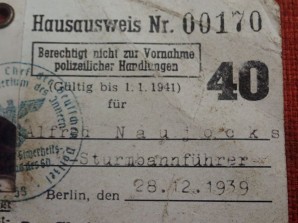 Hausausweis Nr. 00170
Berechtigt nicht zur Vornahme
polizeilicher Handlungen
(Gültig bis 1. 1. 1941)
40
für
Alfred Naujocks
Sturmbannführer
Berlin, den 28.12.1939